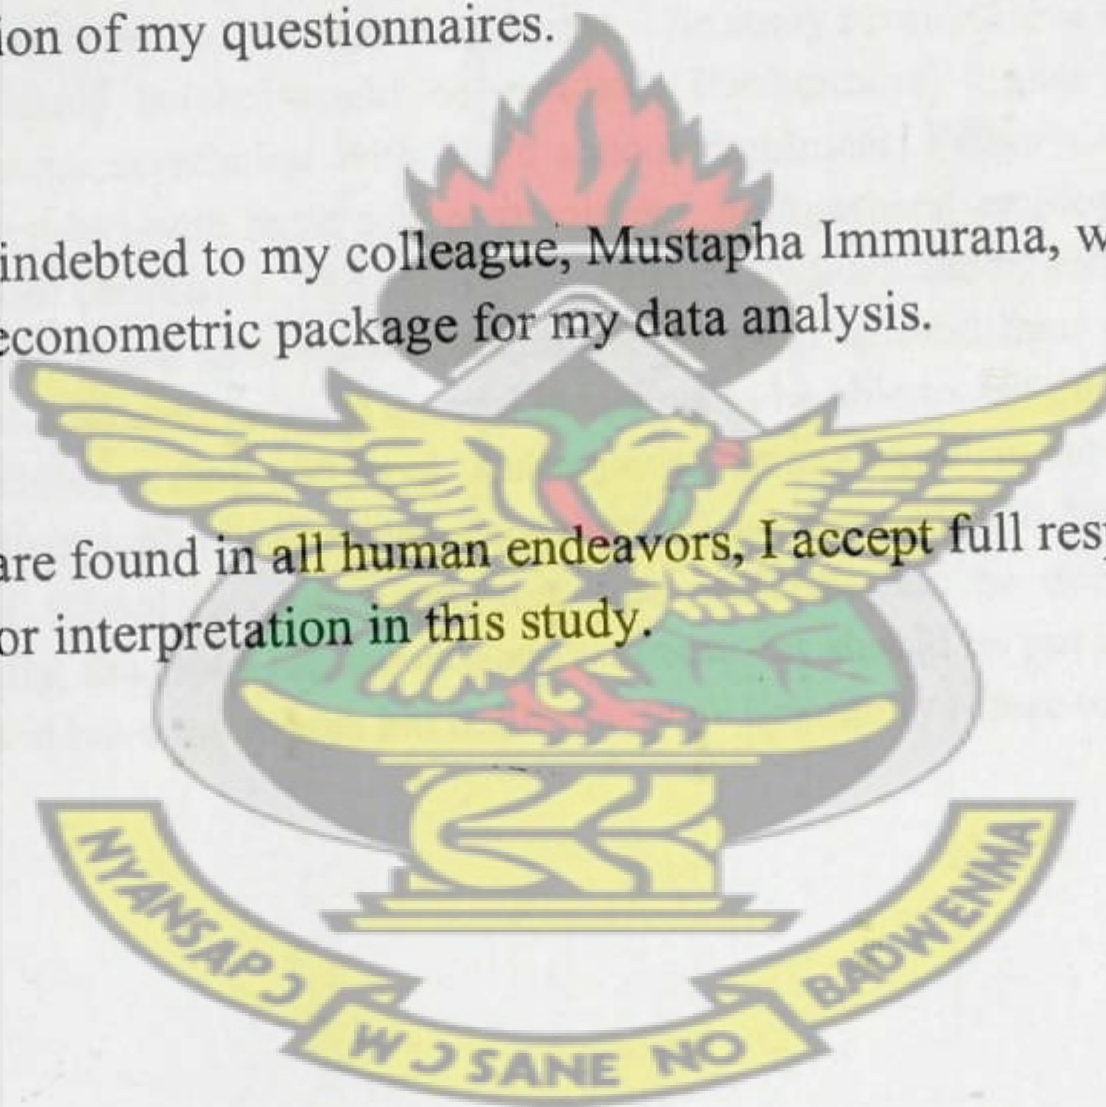 ion of my questionnaires.
indebted to my colleague, Mustapha Immurana, w
econometric package for my data analysis.
are found in all human endeavors, I accept full res
or interpretation in this study.
NYANSAPƆ
WƆSANE NO
BADWENMA